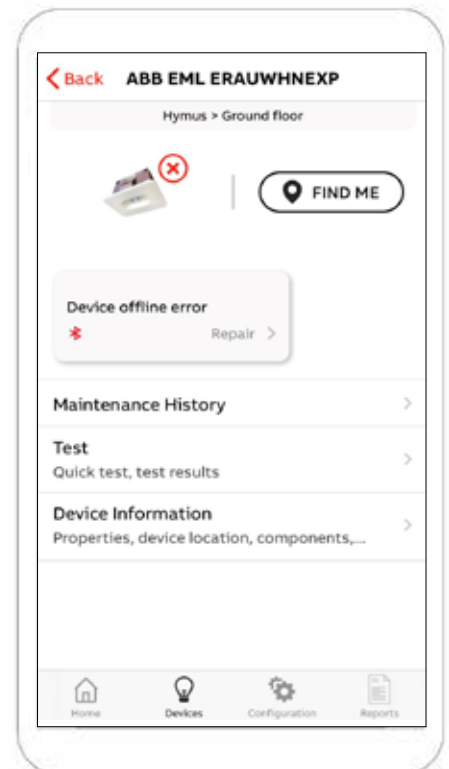 Back ABB EML ERAUWHNEXP
Hymus > Ground floor
FIND ME
Device offline error
Repair >
Maintenance History >
Test >
Quick test, test results
Device Information >
Properties, device location, components,...
Home Devices Configuration Reports